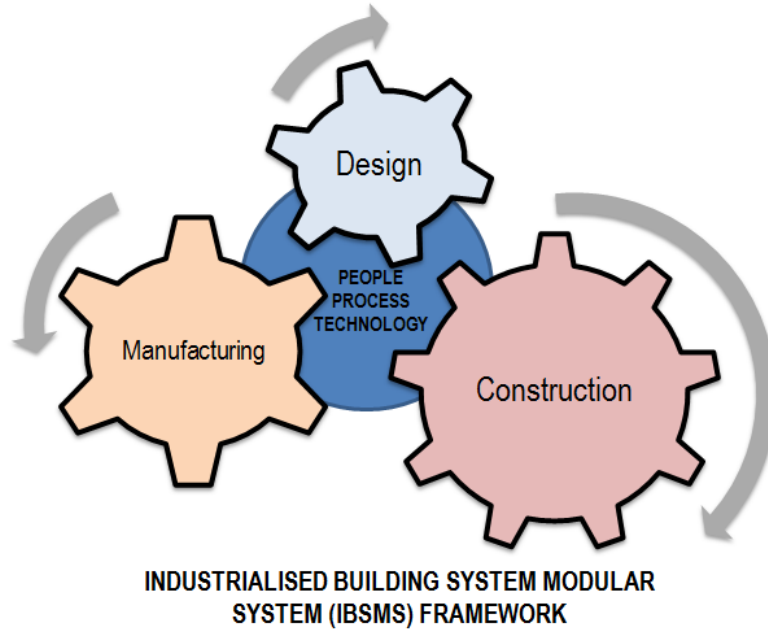 Design
PEOPLE
PROCESS
TECHNOLOGY
Manufacturing
Construction
INDUSTRIALISED BUILDING SYSTEM MODULAR
SYSTEM (IBSMS) FRAMEWORK